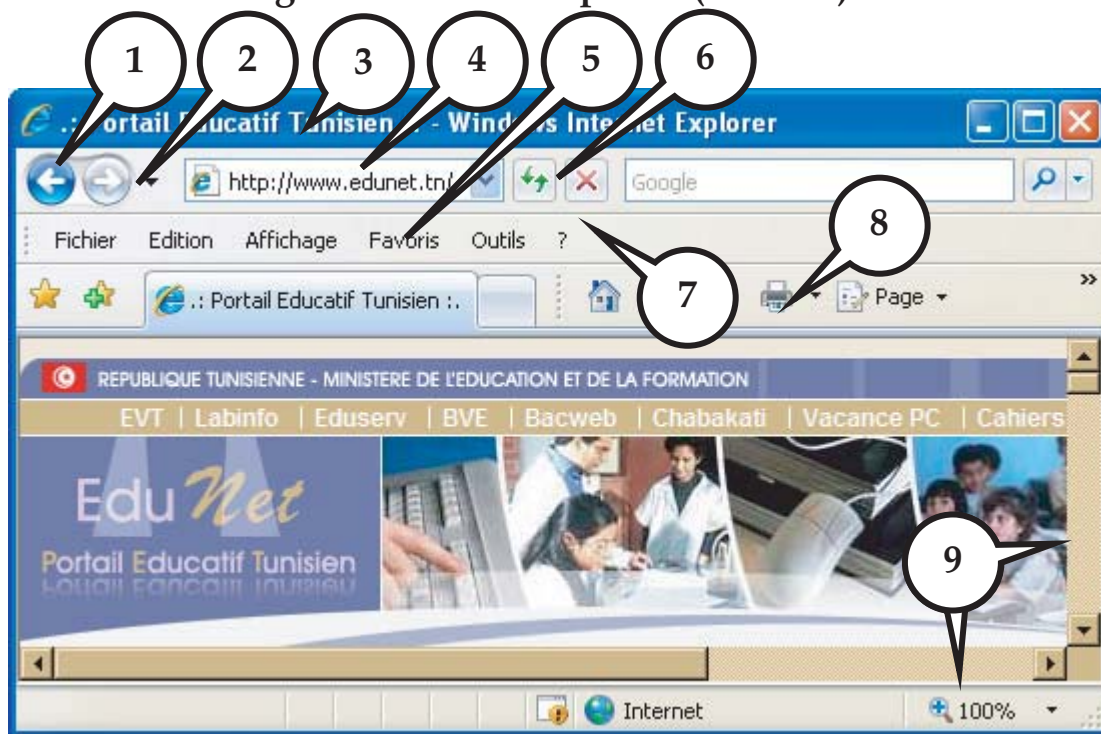 1 2 3 4 5 6
.: Portail Educatif Tunisien :. - Windows Internet Explorer
http://www.edunet.tn/ Google
Fichier Edition Affichage Favoris Outils ?
8
7
.: Portail Educatif Tunisien :. Page
REPUBLIQUE TUNISIENNE - MINISTERE DE L'EDUCATION ET DE LA FORMATION
EVT | Labinfo | Eduserv | BVE | Bacweb | Chabakati | Vacance PC | Cahiers
Edu Net
Portail Educatif Tunisien
9
Internet 100%